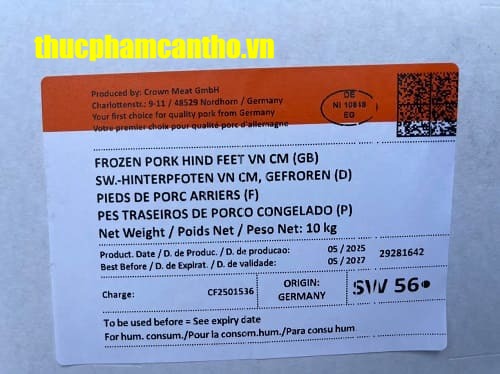 thucphamcantho.vn
Produced by: Crown Meat GmbH
Charlottenstr.: 9-11 / 48529 Nordhorn / Germany
Your first choice for quality pork from Germany
Votre premier choix pour qualité porc d'allemagne
DE
NI 10848
EG
FROZEN PORK HIND FEET VN CM (GB)
SW.-HINTERPFOTEN VN CM, GEFROREN (D)
PIEDS DE PORC ARRIERS (F)
PES TRASEIROS DE PORCO CONGELADO (P)
Net Weight / Poids Net / Peso Net: 10 kg
Product. Date / D. de Produ. / D. de producao: 05 / 2025 29281642
Best Before / D. de Expirat. / D. de validade: 05 / 2027
Charge: CF2501536
ORIGIN:
GERMANY
SW 56
To be used before = See expiry date
For hum. consum./Pour la consom.hum./Para consu hum